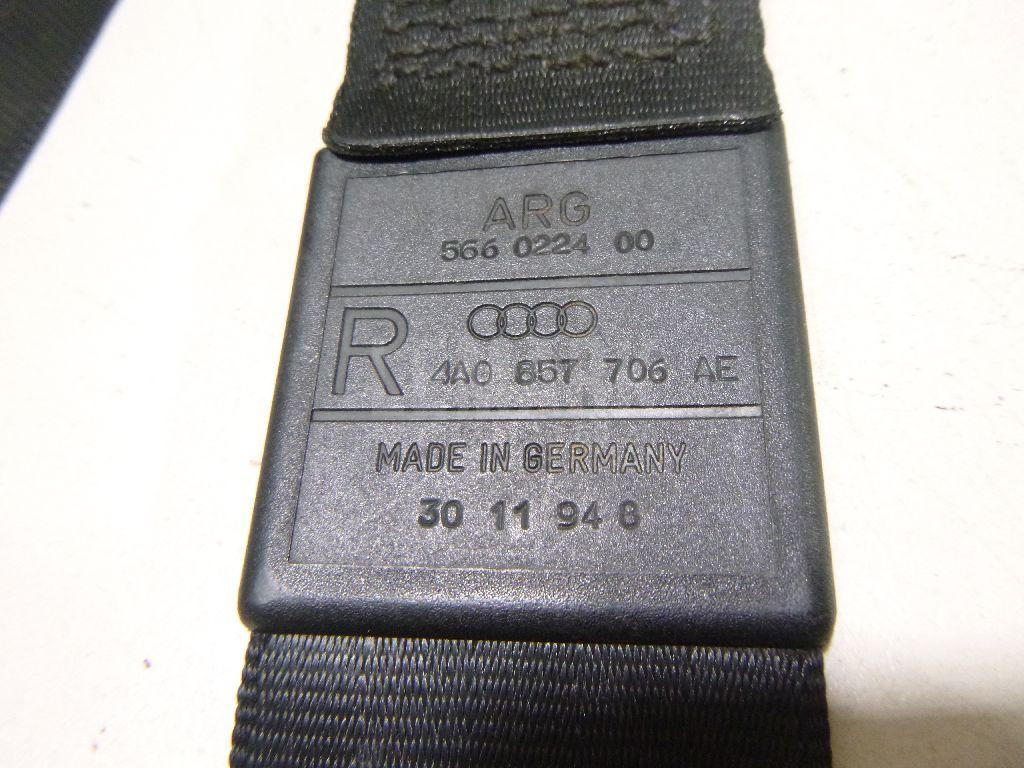 ARG
566 0224 00
R
4A0 857 706 AE
MADE IN GERMANY
30 11 94 8